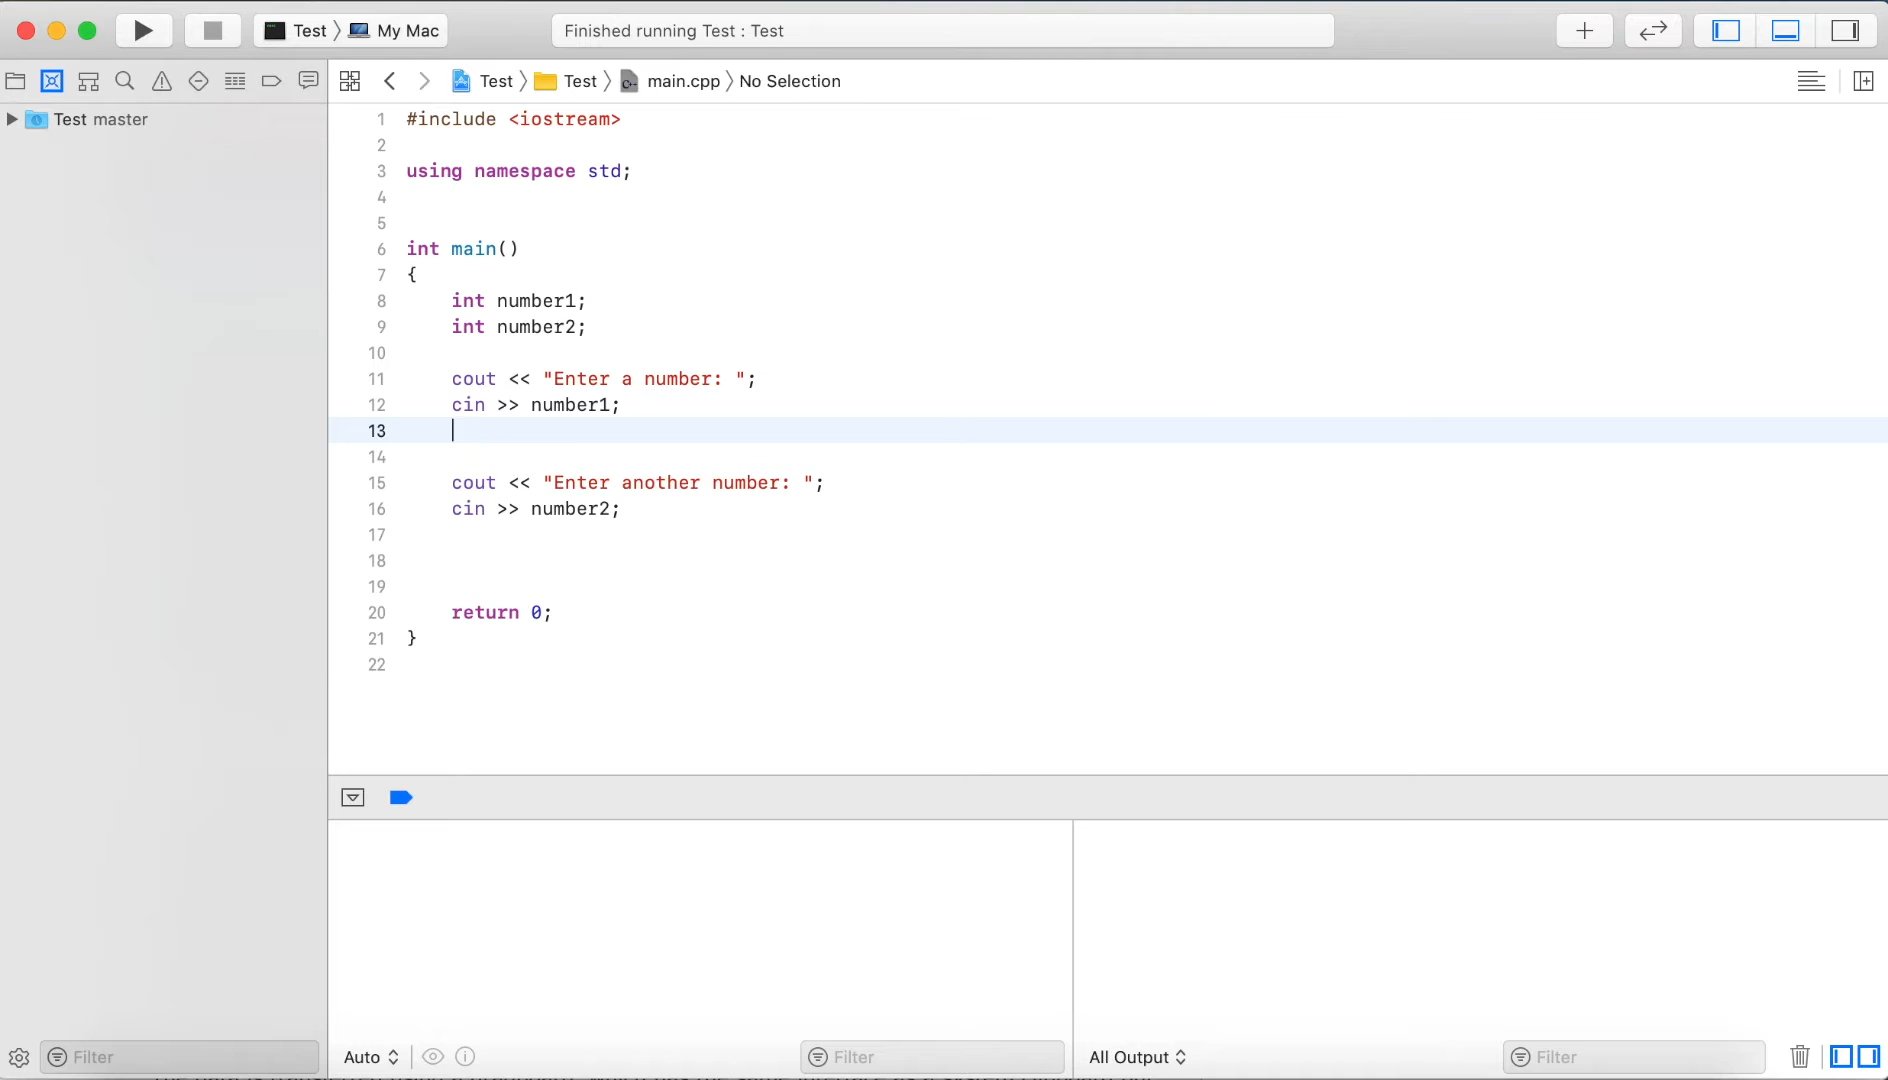 Test 〉 My Mac
Finished running Test : Test
Test 〉 Test 〉 main.cpp 〉 No Selection
Test master
1 #include <iostream>
2
3 using namespace std;
4
5
6 int main()
7 {
8 int number1;
9 int number2;
10
11 cout << "Enter a number: ";
12 cin >> number1;
13
14
15 cout << "Enter another number: ";
16 cin >> number2;
17
18
19
20 return 0;
21 }
22
Filter
Auto
Filter
All Output
Filter